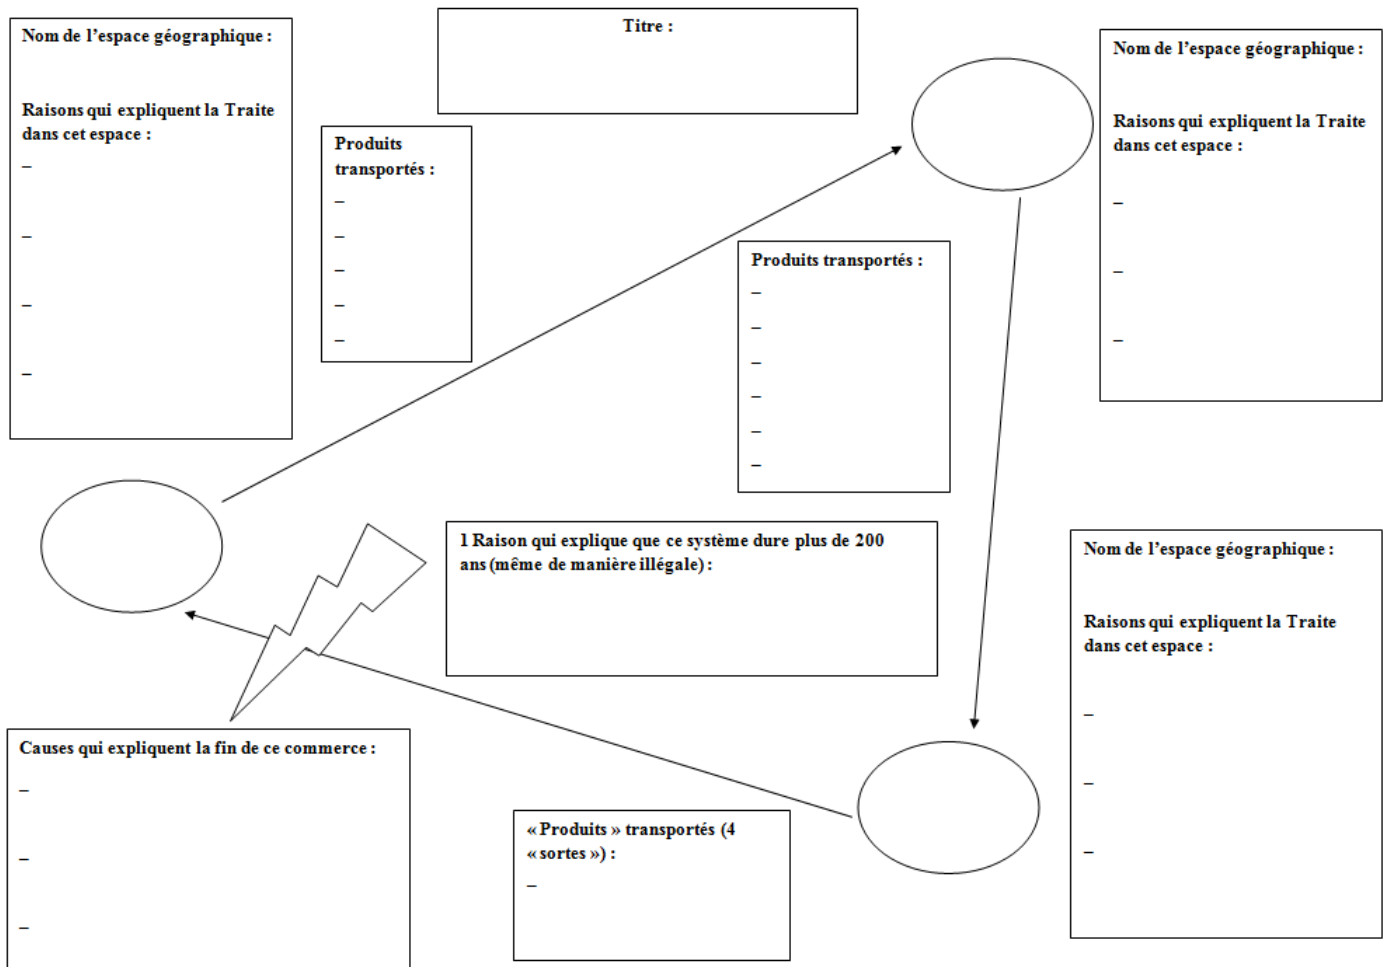 Titre :
Nom de l’espace géographique :
Raisons qui expliquent la Traite
dans cet espace :
–
–
–
–
Produits
transportés :
–
–
–
–
–
Produits transportés :
–
–
–
–
–
–
Nom de l’espace géographique :
Raisons qui expliquent la Traite
dans cet espace :
–
–
–
1 Raison qui explique que ce système dure plus de 200
ans (même de manière illégale) :
Nom de l’espace géographique :
Raisons qui expliquent la Traite
dans cet espace :
–
–
–
Causes qui expliquent la fin de ce commerce :
–
–
–
« Produits » transportés (4
« sortes ») :
–